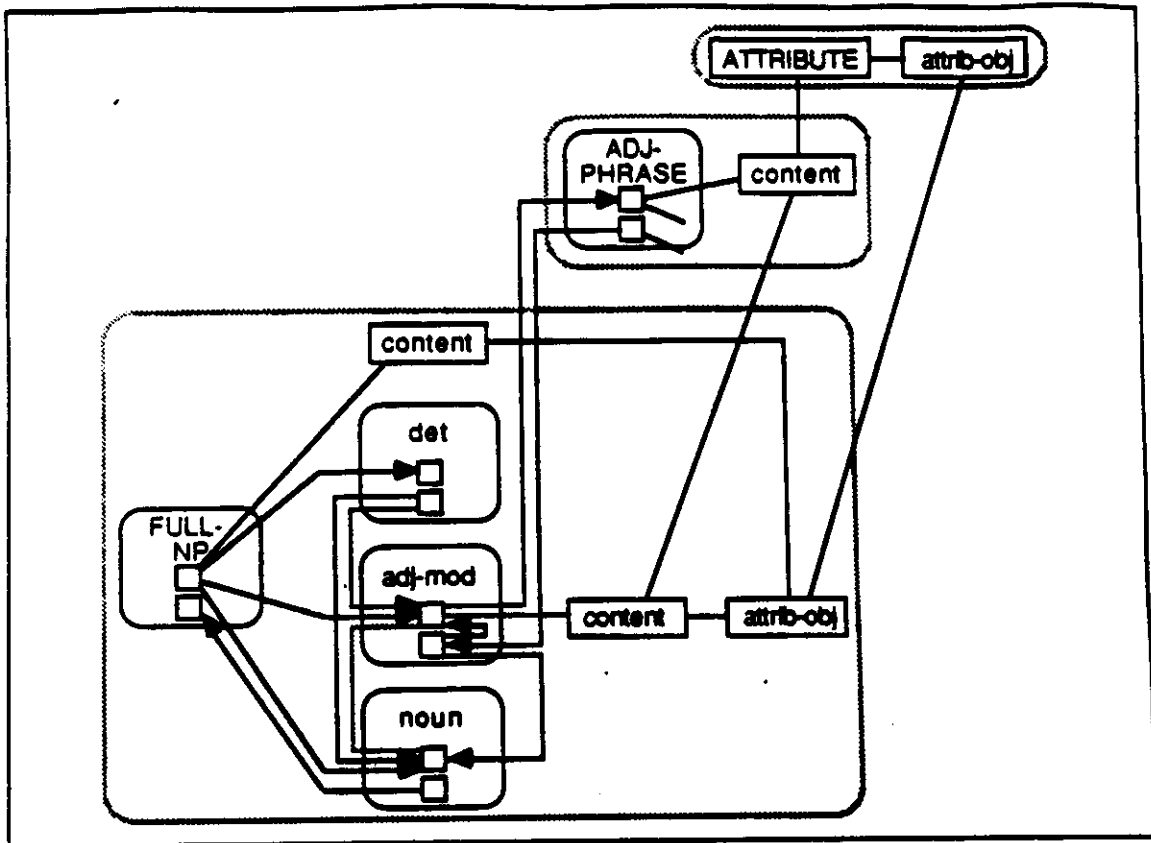 ATTRIBUTE
attrib-obj
ADJ-
PHRASE
content
content
det
FULL-
NP
adj-mod
content
attrib-obj
noun